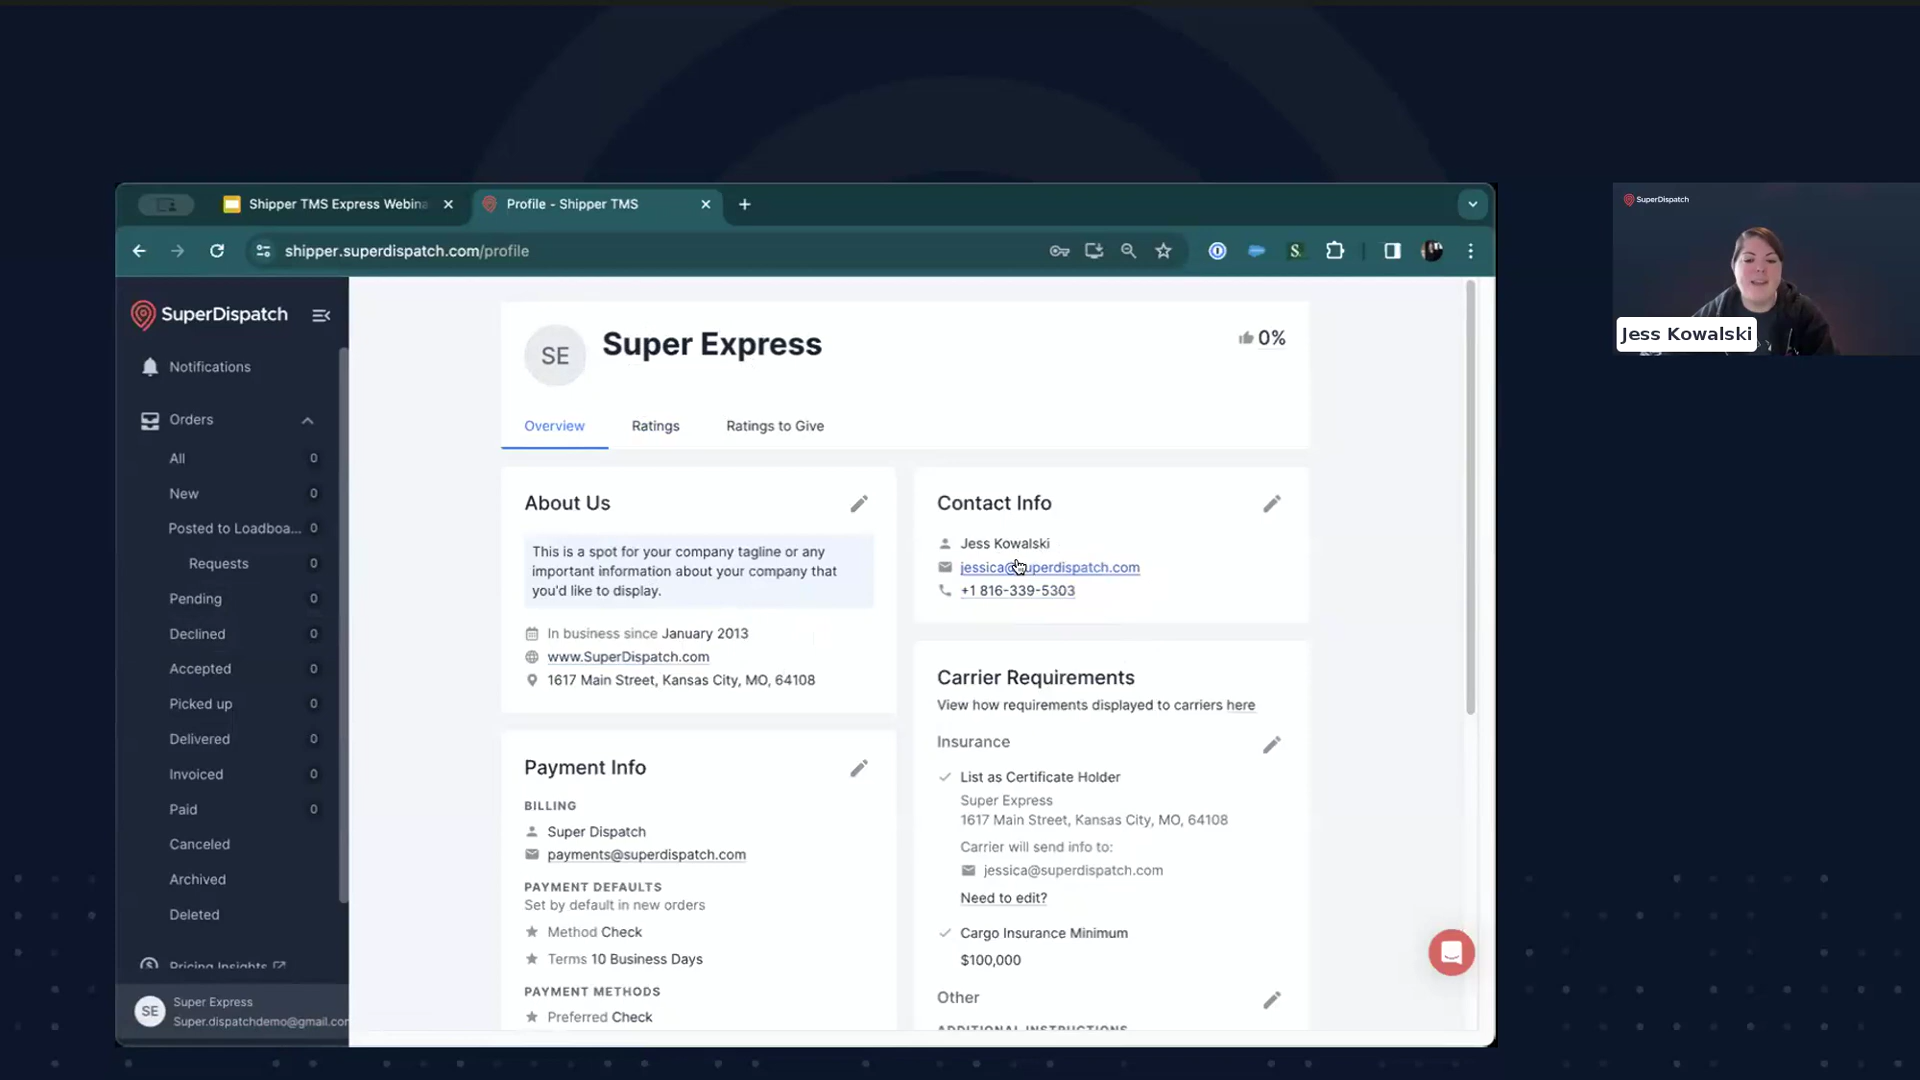 Shipper TMS Express Webina
Profile - Shipper TMS
shipper.superdispatch.com/profile
SuperDispatch
Notifications
Orders
All 0
New 0
Posted to Loadboa... 0
Requests 0
Pending 0
Declined 0
Accepted 0
Picked up 0
Delivered 0
Invoiced 0
Paid 0
Canceled
Archived
Deleted
Pricing Insights
SE
Super Express
Super.dispatchdemo@gmail.com
SE
Super Express
0%
Overview
Ratings
Ratings to Give
About Us
This is a spot for your company tagline or any
important information about your company that
you'd like to display.
In business since January 2013
www.SuperDispatch.com
1617 Main Street, Kansas City, MO, 64108
Payment Info
BILLING
Super Dispatch
payments@superdispatch.com
PAYMENT DEFAULTS
Set by default in new orders
Method Check
Terms 10 Business Days
PAYMENT METHODS
Preferred Check
Contact Info
Jess Kowalski
jessica@superdispatch.com
+1 816-339-5303
Carrier Requirements
View how requirements displayed to carriers here
Insurance
List as Certificate Holder
Super Express
1617 Main Street, Kansas City, MO, 64108
Carrier will send info to:
jessica@superdispatch.com
Need to edit?
Cargo Insurance Minimum
$100,000
Other
ADDITIONAL INSTRUCTIONS
SuperDispatch
Jess Kowalski